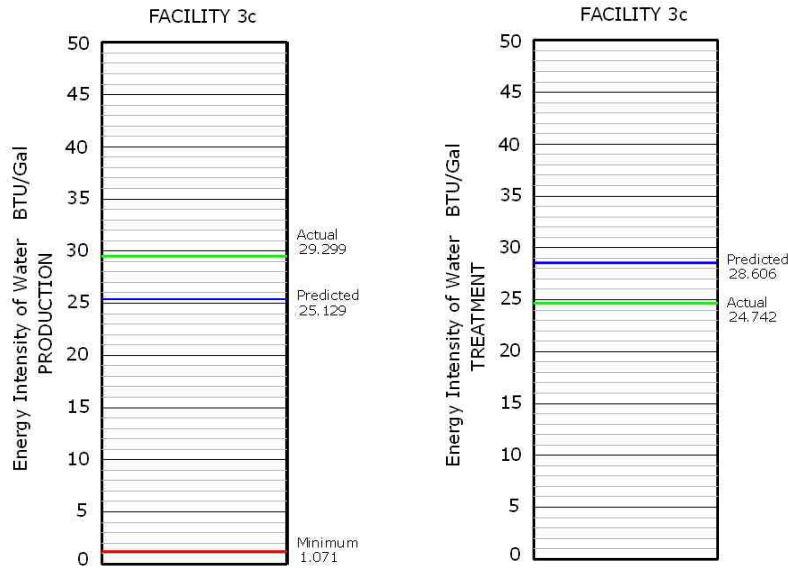 FACILITY 3c
50
45
40
35
30
25
20
15
10
5
0
Energy Intensity of Water BTU/Gal
PRODUCTION
Actual
29.299
Predicted
25.129
Minimum
1.071
FACILITY 3c
50
45
40
35
30
25
20
15
10
5
0
Energy Intensity of Water BTU/Gal
TREATMENT
Predicted
28.606
Actual
24.742